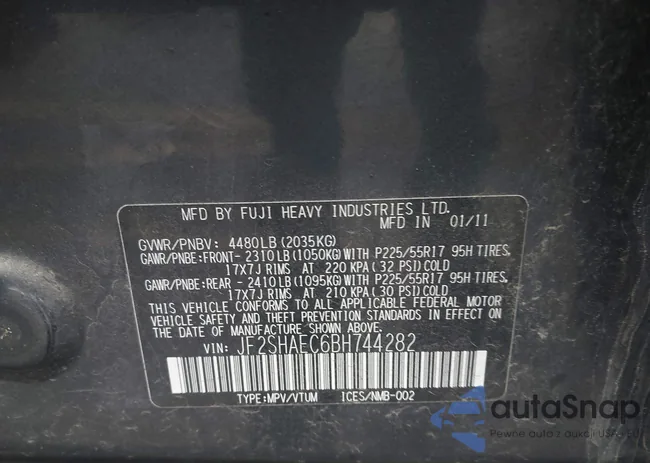 MFD BY FUJI HEAVY INDUSTRIES LTD.
MFD IN 01/11
GVWR/PNBV: 4480LB(2035KG)
GAWR/PNBE:FRONT- 2310LB(1050KG)WITH P225/55R17 95H TIRES,
17X7J RIMS AT 220 KPA(32 PSI)COLD
GAWR/PNBE:REAR - 2410LB(1095KG)WITH P225/55R17 95H TIRES,
17X7J RIMS AT 210 KPA(30 PSI)COLD
THIS VEHICLE CONFORMS TO ALL APPLICABLE FEDERAL MOTOR
VEHICLE SAFETY AND THEFT PREVENTION STANDARDS IN EFFECT ON
THE DATE OF MANUFACTURE SHOWN ABOVE.
VIN: JF2SHAEC6BH744282
TYPE:MPV/VTUM ICES/NMB-002
autaSnap
Pewne auto z aukcji